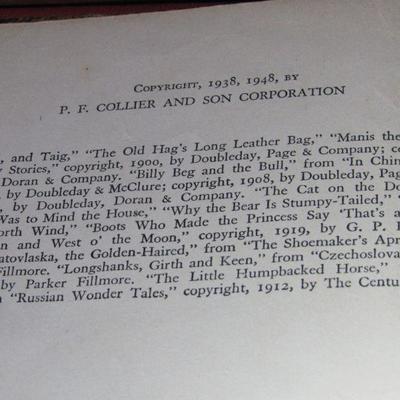 COPYRIGHT, 1938, 1948, BY
P. F. COLLIER AND SON CORPORATION
and Taig," "The Old Hag's Long Leather Bag," "Manis the
Stories," copyright, 1900, by Doubleday, Page & Company; co
Doran & Company. "Billy Beg and the Bull," from "In Chim
by Doubleday & McClure; copyright, 1908, by Doubleday, Page
by Doubleday, Doran & Company. "The Cat on the Do
Was to Mind the House," "Why the Bear Is Stumpy-Tailed," "
orth Wind," "Boots Who Made the Princess Say 'That's a
n and West o' the Moon," copyright, 1919, by G. P. P
atovlaska, the Golden-Haired," from "The Shoemaker's Apr
Fillmore. "Longshanks, Girth and Keen," from "Czechoslova
by Parker Fillmore. "The Little Humpbacked Horse,"
"Russian Wonder Tales," copyright, 1912, by The Centur